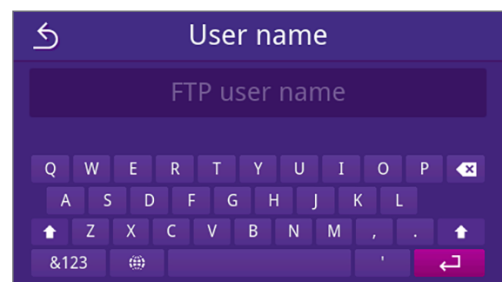 User name
FTP user name
Q W E R T Y U I O P
A S D F G H J K L
Z X C V B N M , .
&123 '